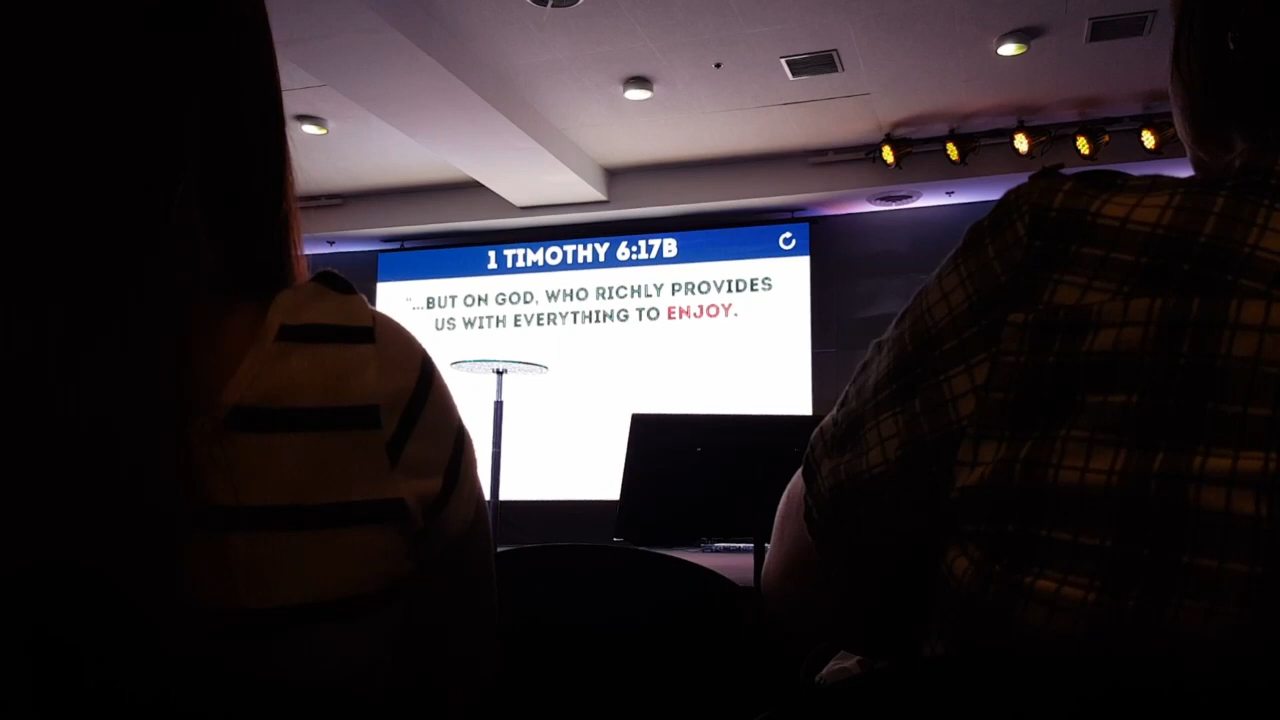 1 TIMOTHY 6:17B
"...BUT ON GOD, WHO RICHLY PROVIDES
US WITH EVERYTHING TO ENJOY.